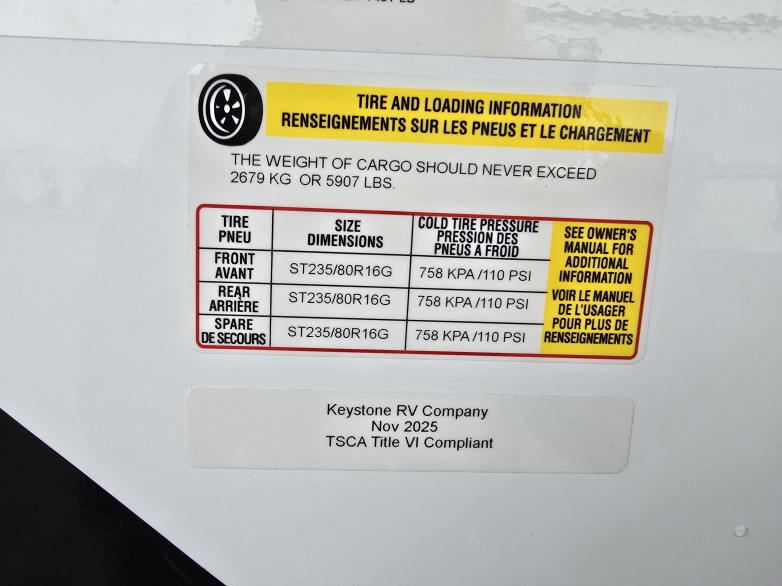 TIRE AND LOADING INFORMATION
RENSEIGNEMENTS SUR LES PNEUS ET LE CHARGEMENT
THE WEIGHT OF CARGO SHOULD NEVER EXCEED
2679 KG OR 5907 LBS.
TIRE
PNEU
SIZE
DIMENSIONS
COLD TIRE PRESSURE
PRESSION DES
PNEUS A FROID
SEE OWNER'S
MANUAL FOR
ADDITIONAL
INFORMATION
VOIR LE MANUEL
DE L'USAGER
POUR PLUS DE
RENSEIGNEMENTS
FRONT
AVANT
ST235/80R16G
758 KPA /110 PSI
REAR
ARRIÈRE
ST235/80R16G
758 KPA /110 PSI
SPARE
DE SECOURS
ST235/80R16G
758 KPA /110 PSI
Keystone RV Company
Nov 2025
TSCA Title VI Compliant